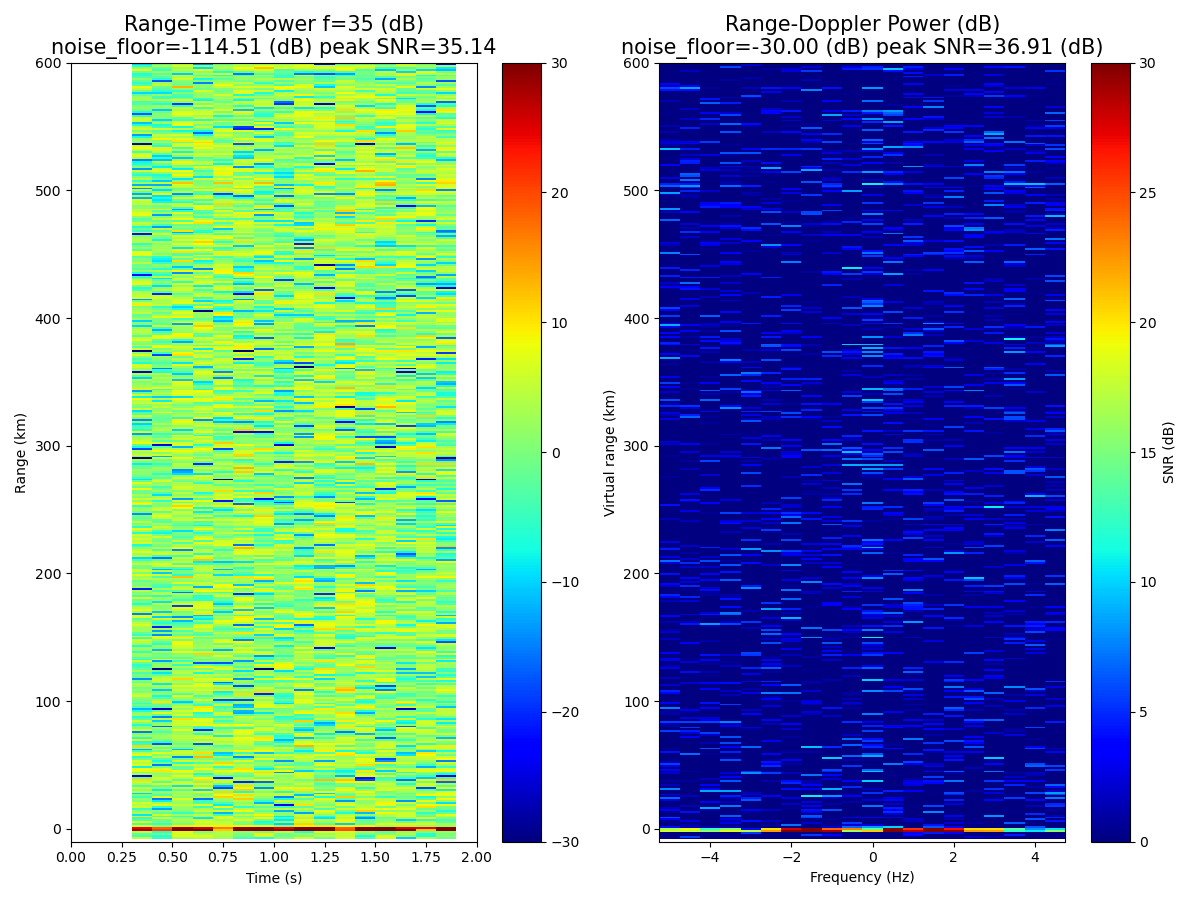 Range-Time Power f=35 (dB)
noise_floor=-114.51 (dB) peak SNR=35.14
Range-Doppler Power (dB)
noise_floor=-30.00 (dB) peak SNR=36.91 (dB)
600
500
400
300
200
100
0
Range (km)
0.00 0.25 0.50 0.75 1.00 1.25 1.50 1.75 2.00
Time (s)
30
20
10
0
−10
−20
−30
600
500
400
300
200
100
0
Virtual range (km)
−4 −2 0 2 4
Frequency (Hz)
30
25
20
15
10
5
0
SNR (dB)